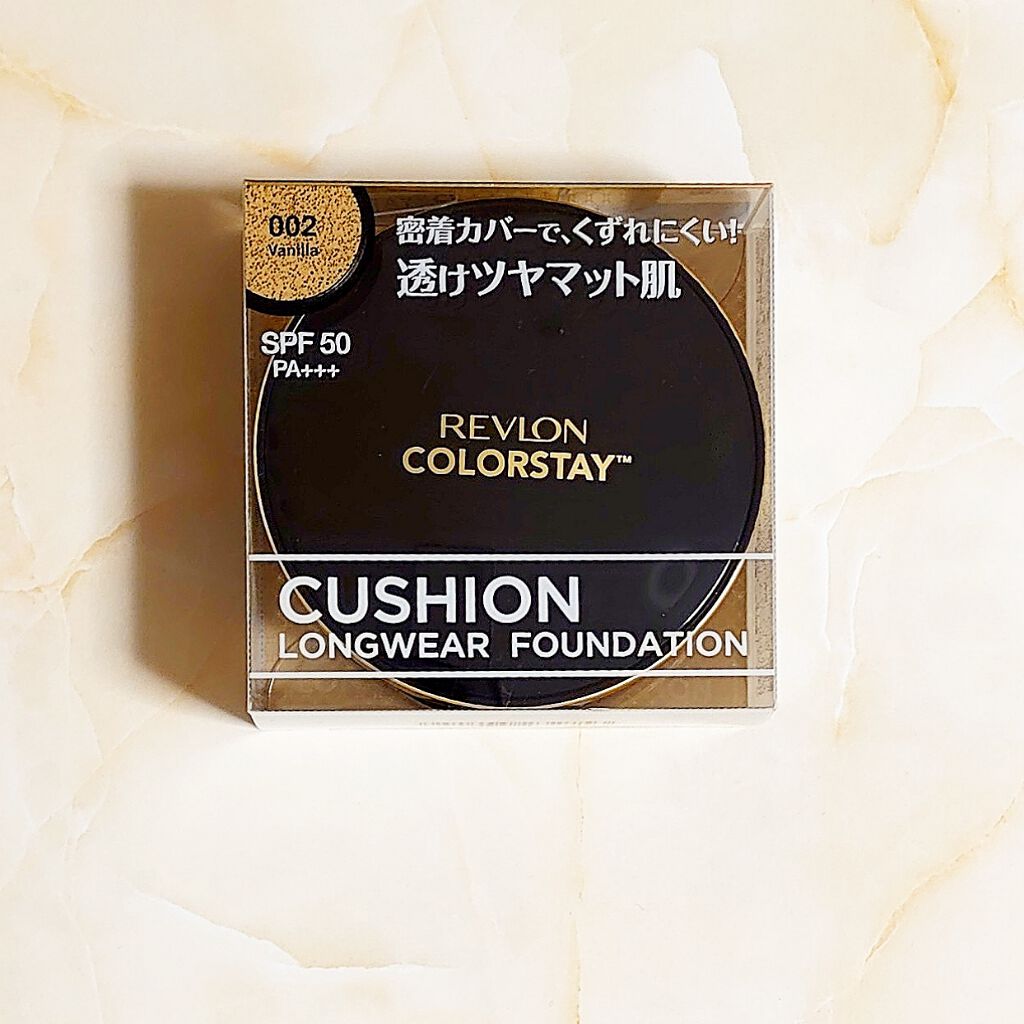 002
Vanilla
密着カバーで、くずれにくい!
透けツヤマット肌
SPF 50
PA+++
REVLON
COLORSTAY™
CUSHION
LONGWEAR FOUNDATION